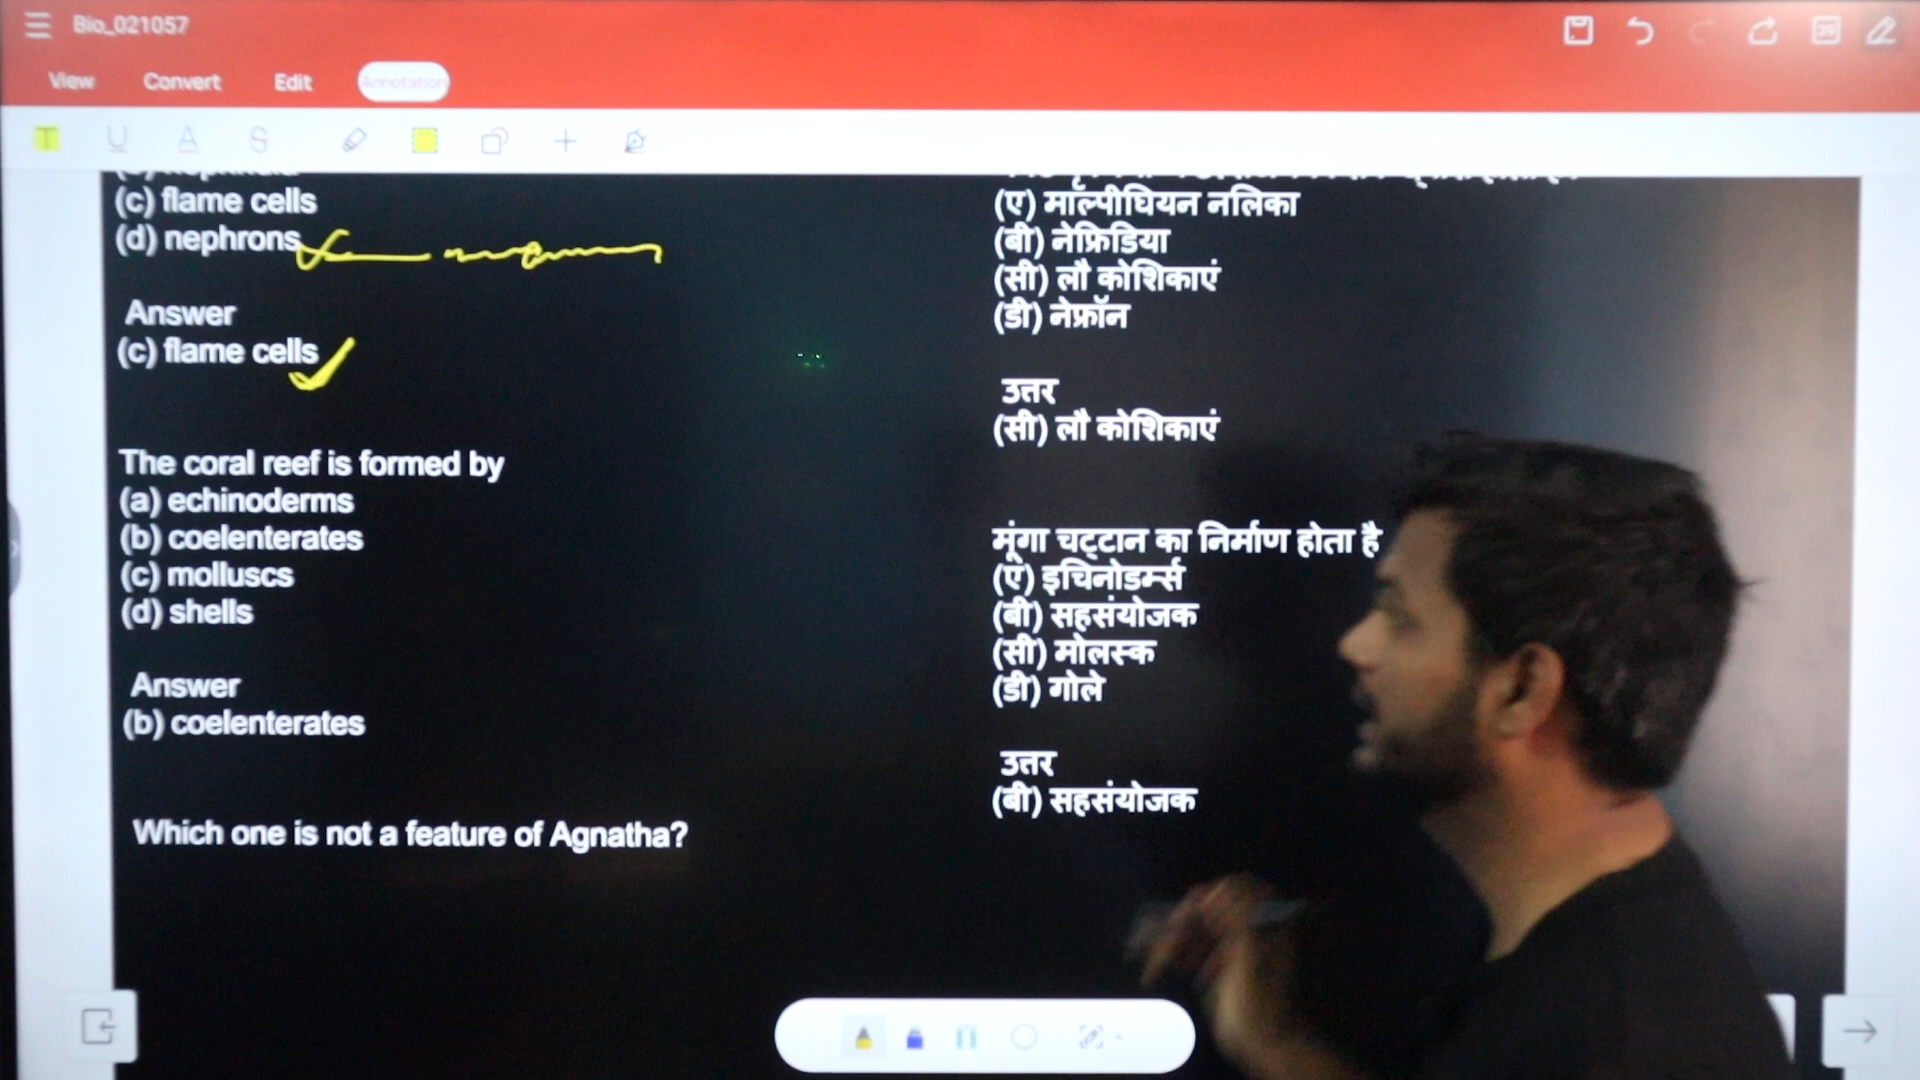 Bio_021057
39
View Convert Edit Annotation
T U A S
(c) flame cells
(d) nephrons
Answer
(c) flame cells
The coral reef is formed by
(a) echinoderms
(b) coelenterates
(c) molluscs
(d) shells
Answer
(b) coelenterates
Which one is not a feature of Agnatha?
(ए) माल्पीघियन नलिका
(बी) नेफ्रिडिया
(सी) लौ कोशिकाएं
(डी) नेफ्रॉन
उत्तर
(सी) लौ कोशिकाएं
मूंगा चट्टान का निर्माण होता है
(ए) इचिनोडर्म्स
(बी) सहसंयोजक
(सी) मोलस्क
(डी) गोले
उत्तर
(बी) सहसंयोजक